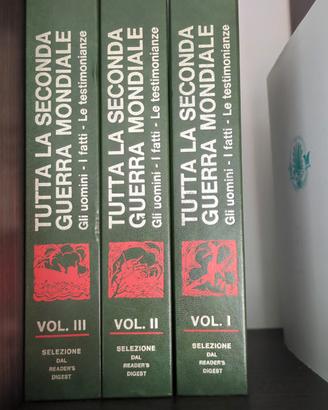 TUTTA LA SECONDA
GUERRA MONDIALE
Gli uomini - I fatti - Le testimonianze
VOL. III
SELEZIONE
DAL
READER'S
DIGEST
TUTTA LA SECONDA
GUERRA MONDIALE
Gli uomini - I fatti - Le testimonianze
VOL. II
SELEZIONE
DAL
READER'S
DIGEST
TUTTA LA SECONDA
GUERRA MONDIALE
Gli uomini - I fatti - Le testimonianze
VOL. I
SELEZIONE
DAL
READER'S
DIGEST